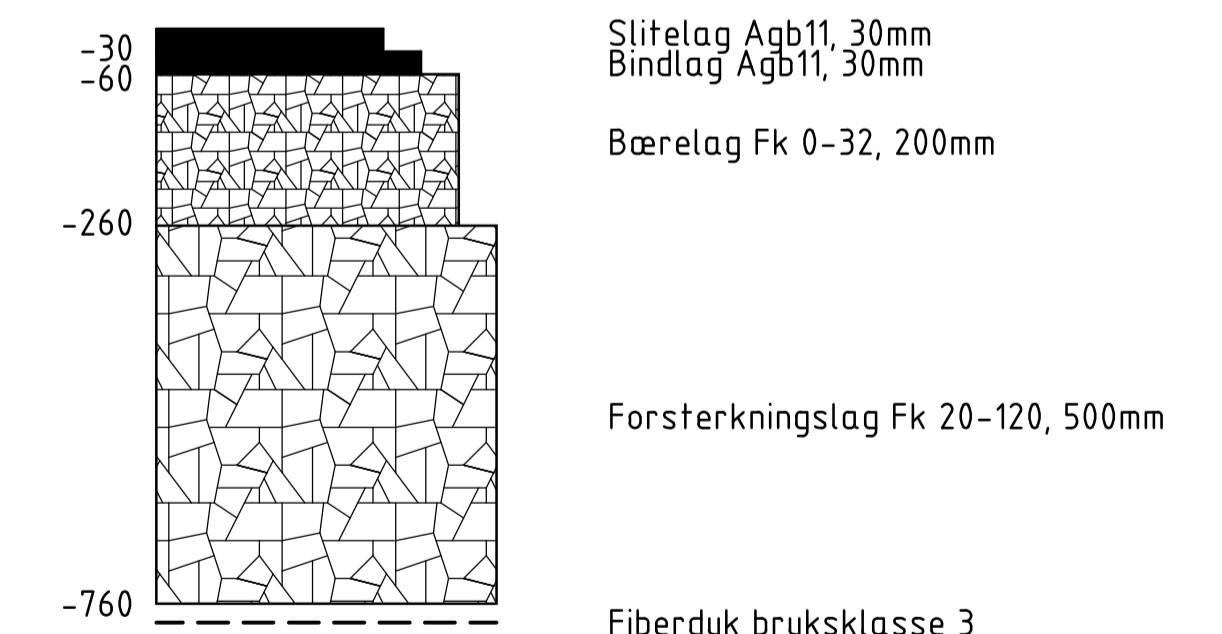 -30 Slitelag Agb11, 30mm
-60 Bindlag Agb11, 30mm
Bærelag Fk 0-32, 200mm
-260
Forsterkningslag Fk 20-120, 500mm
-760
Fiberduk bruksklasse 3